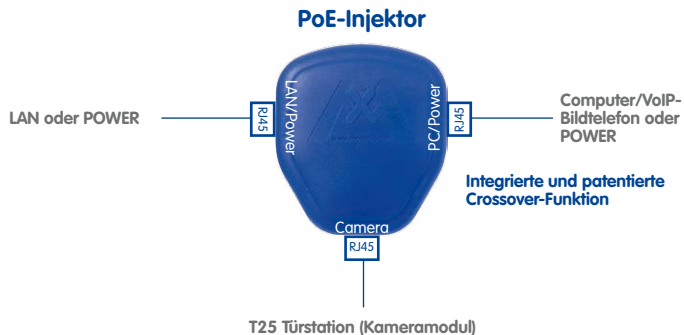 PoE-Injektor
LAN/Power
PC/Power
RJ45
RJ45
LAN oder POWER
Computer/VoIP-
Bildtelefon oder
POWER
Integrierte und patentierte
Crossover-Funktion
Camera
RJ45
T25 Türstation (Kameramodul)